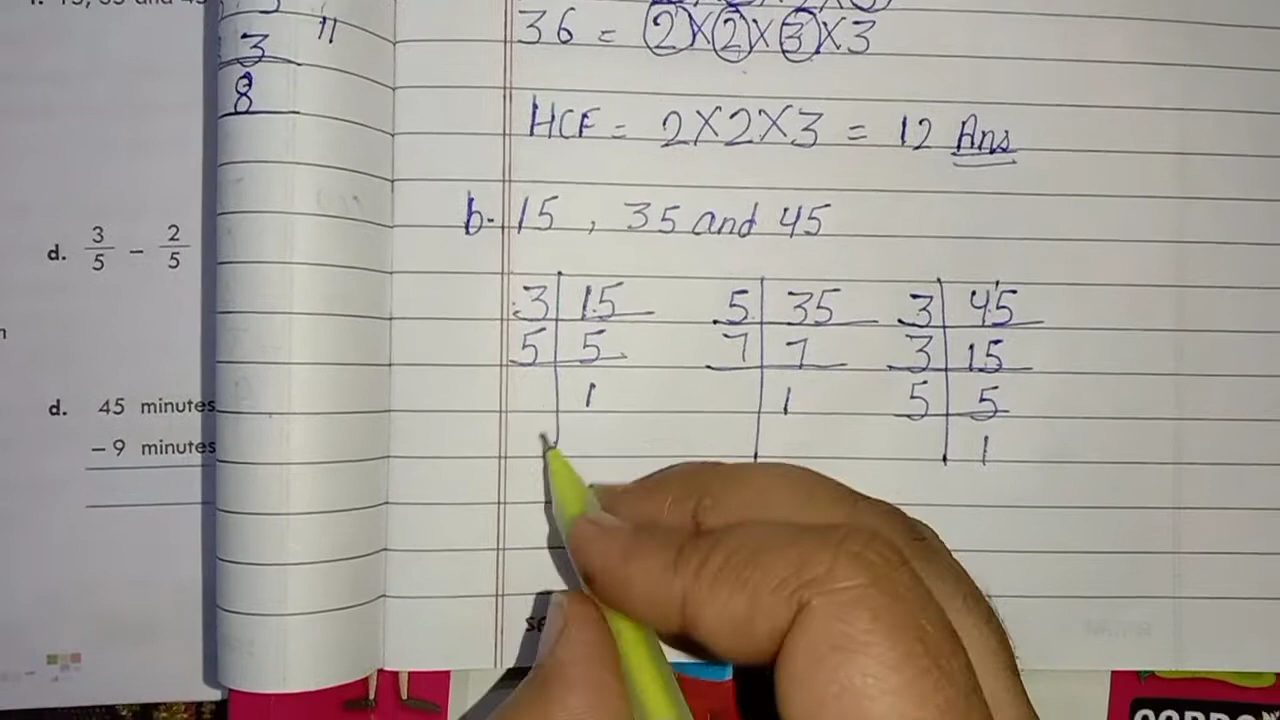 3
8
"
d. 3/5 - 2/5
d. 45 minutes
- 9 minutes
36 = 2×2×3×3
HCF = 2×2×3 = 12 Ans
b- 15, 35 and 45
3 | 15 5 | 35 3 | 45
5 | 5 7 | 7 3 | 15
1 1 5 | 5
1